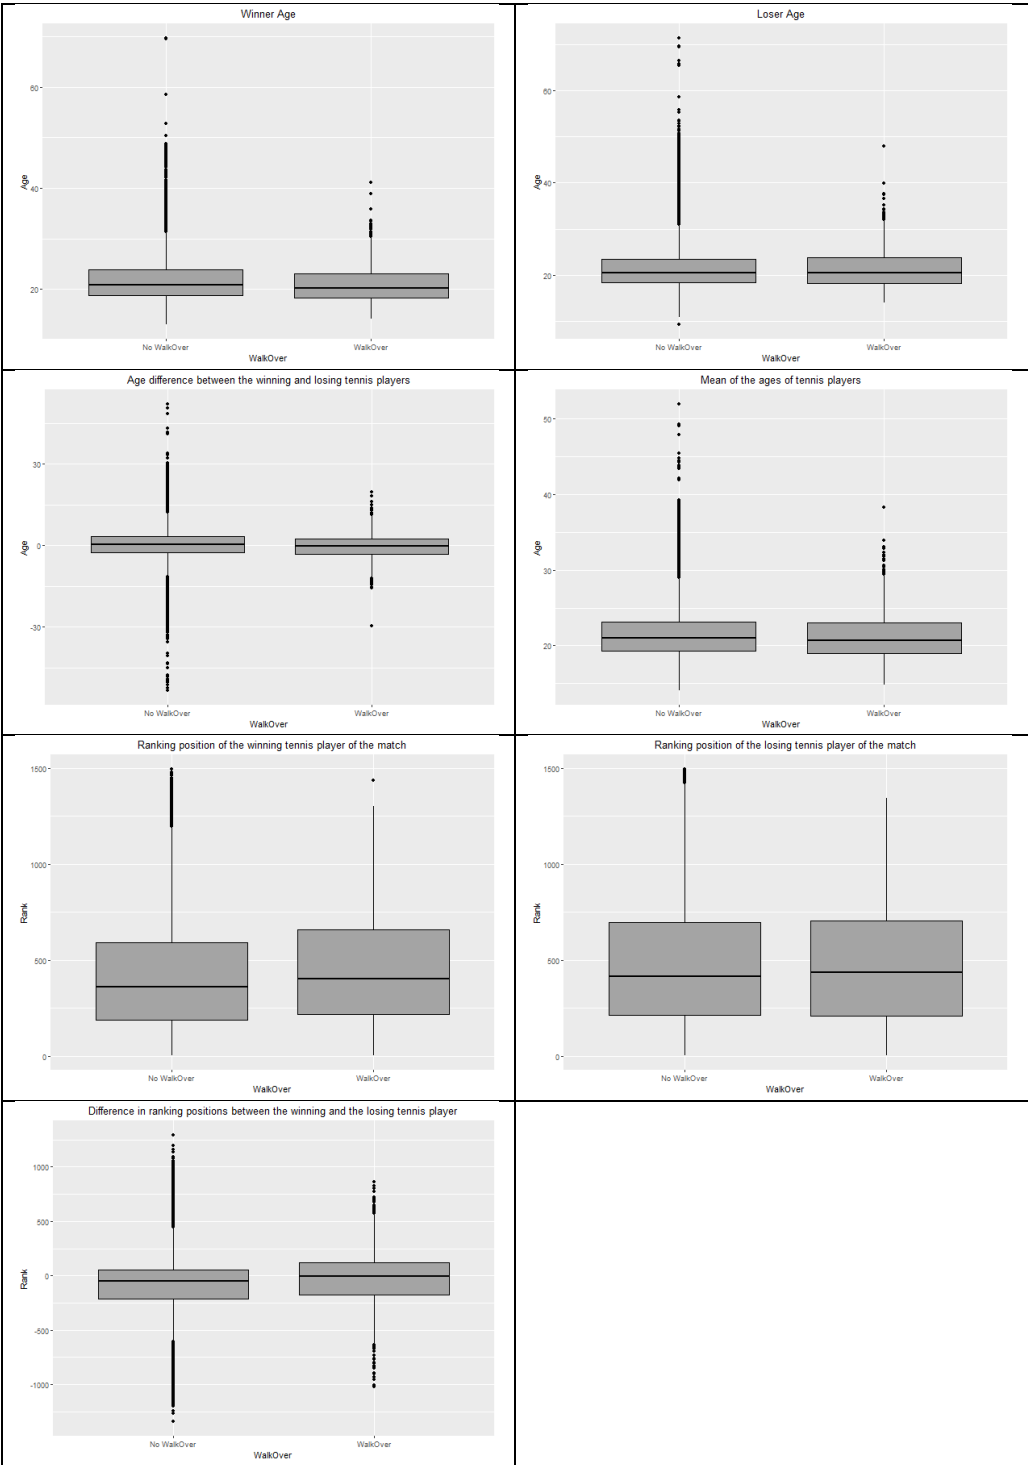 Winner Age
60
40
20
Age
No WalkOver WalkOver
WalkOver
Loser Age
60
40
20
Age
No WalkOver WalkOver
WalkOver
Age difference between the winning and losing tennis players
30
0
-30
Age
No WalkOver WalkOver
WalkOver
Mean of the ages of tennis players
50
40
30
20
Age
No WalkOver WalkOver
WalkOver
Ranking position of the winning tennis player of the match
1500
1000
500
0
Rank
No WalkOver WalkOver
WalkOver
Ranking position of the losing tennis player of the match
1500
1000
500
0
Rank
No WalkOver WalkOver
WalkOver
Difference in ranking positions between the winning and the losing tennis player
1000
500
0
-500
-1000
Rank
No WalkOver WalkOver
WalkOver